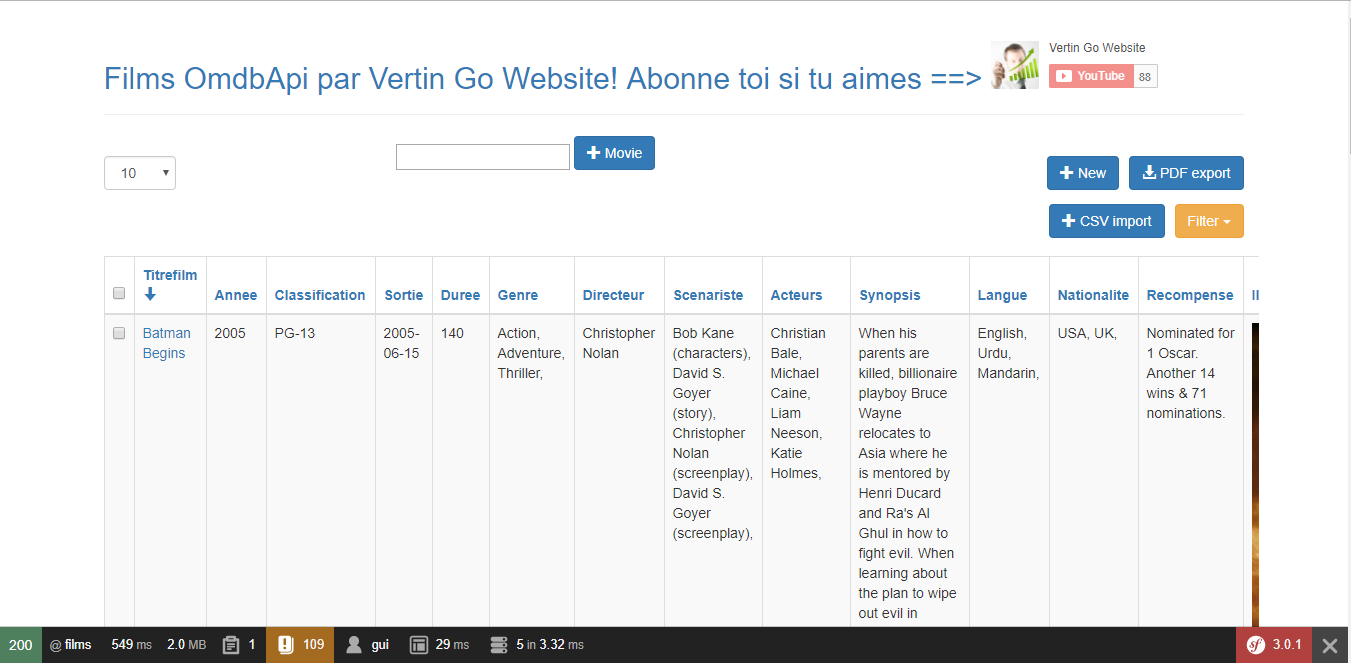 Films OmdbApi par Vertin Go Website! Abonne toi si tu aimes ==>
Vertin Go Website
YouTube 88
10
Movie
New
PDF export
CSV import
Filter
Titrefilm
Annee
Classification
Sortie
Duree
Genre
Directeur
Scenariste
Acteurs
Synopsis
Langue
Nationalite
Recompense
Il
Batman
Begins
2005
PG-13
2005-
06-15
140
Action,
Adventure,
Thriller,
Christopher
Nolan
Bob Kane
(characters),
David S.
Goyer
(story),
Christopher
Nolan
(screenplay),
David S.
Goyer
(screenplay),
Christian
Bale,
Michael
Caine,
Liam
Neeson,
Katie
Holmes,
When his
parents are
killed, billionaire
playboy Bruce
Wayne
relocates to
Asia where he
is mentored by
Henri Ducard
and Ra's Al
Ghul in how to
fight evil. When
learning about
the plan to wipe
out evil in
English,
Urdu,
Mandarin,
USA, UK,
Nominated for
1 Oscar.
Another 14
wins & 71
nominations.
200 @ films 549 ms 2.0 MB 1 109 gui 29 ms 5 in 3.32 ms sf 3.0.1